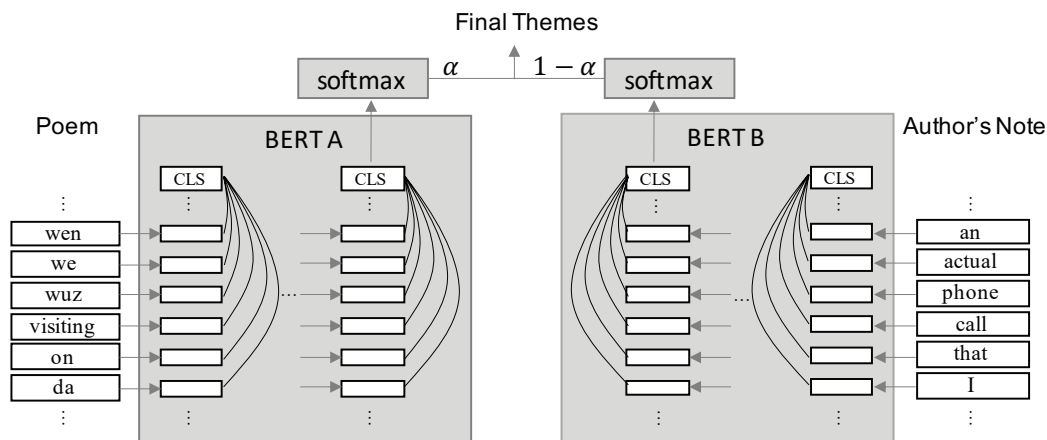 Final Themes
softmax
α
1 − α
softmax
Poem
BERT A
BERT B
Author's Note
CLS
CLS
CLS
CLS
⋮ ⋮ ⋮ ⋮ ⋮ ⋮
wen
an
we
actual
wuz
...
...
phone
visiting
call
on
that
da
I
⋮ ⋮ ⋮ ⋮ ⋮ ⋮